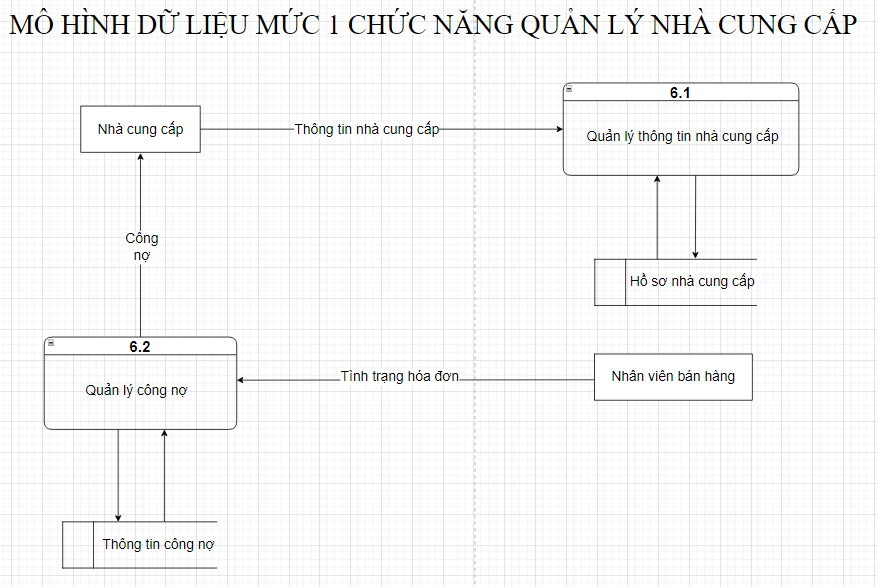 MÔ HÌNH DỮ LIỆU MỨC 1 CHỨC NĂNG QUẢN LÝ NHÀ CUNG CẤP
6.1
Nhà cung cấp
Thông tin nhà cung cấp
Quản lý thông tin nhà cung cấp
Công
nợ
Hồ sơ nhà cung cấp
6.2
Quản lý công nợ
Tình trạng hóa đơn
Nhân viên bán hàng
Thông tin công nợ